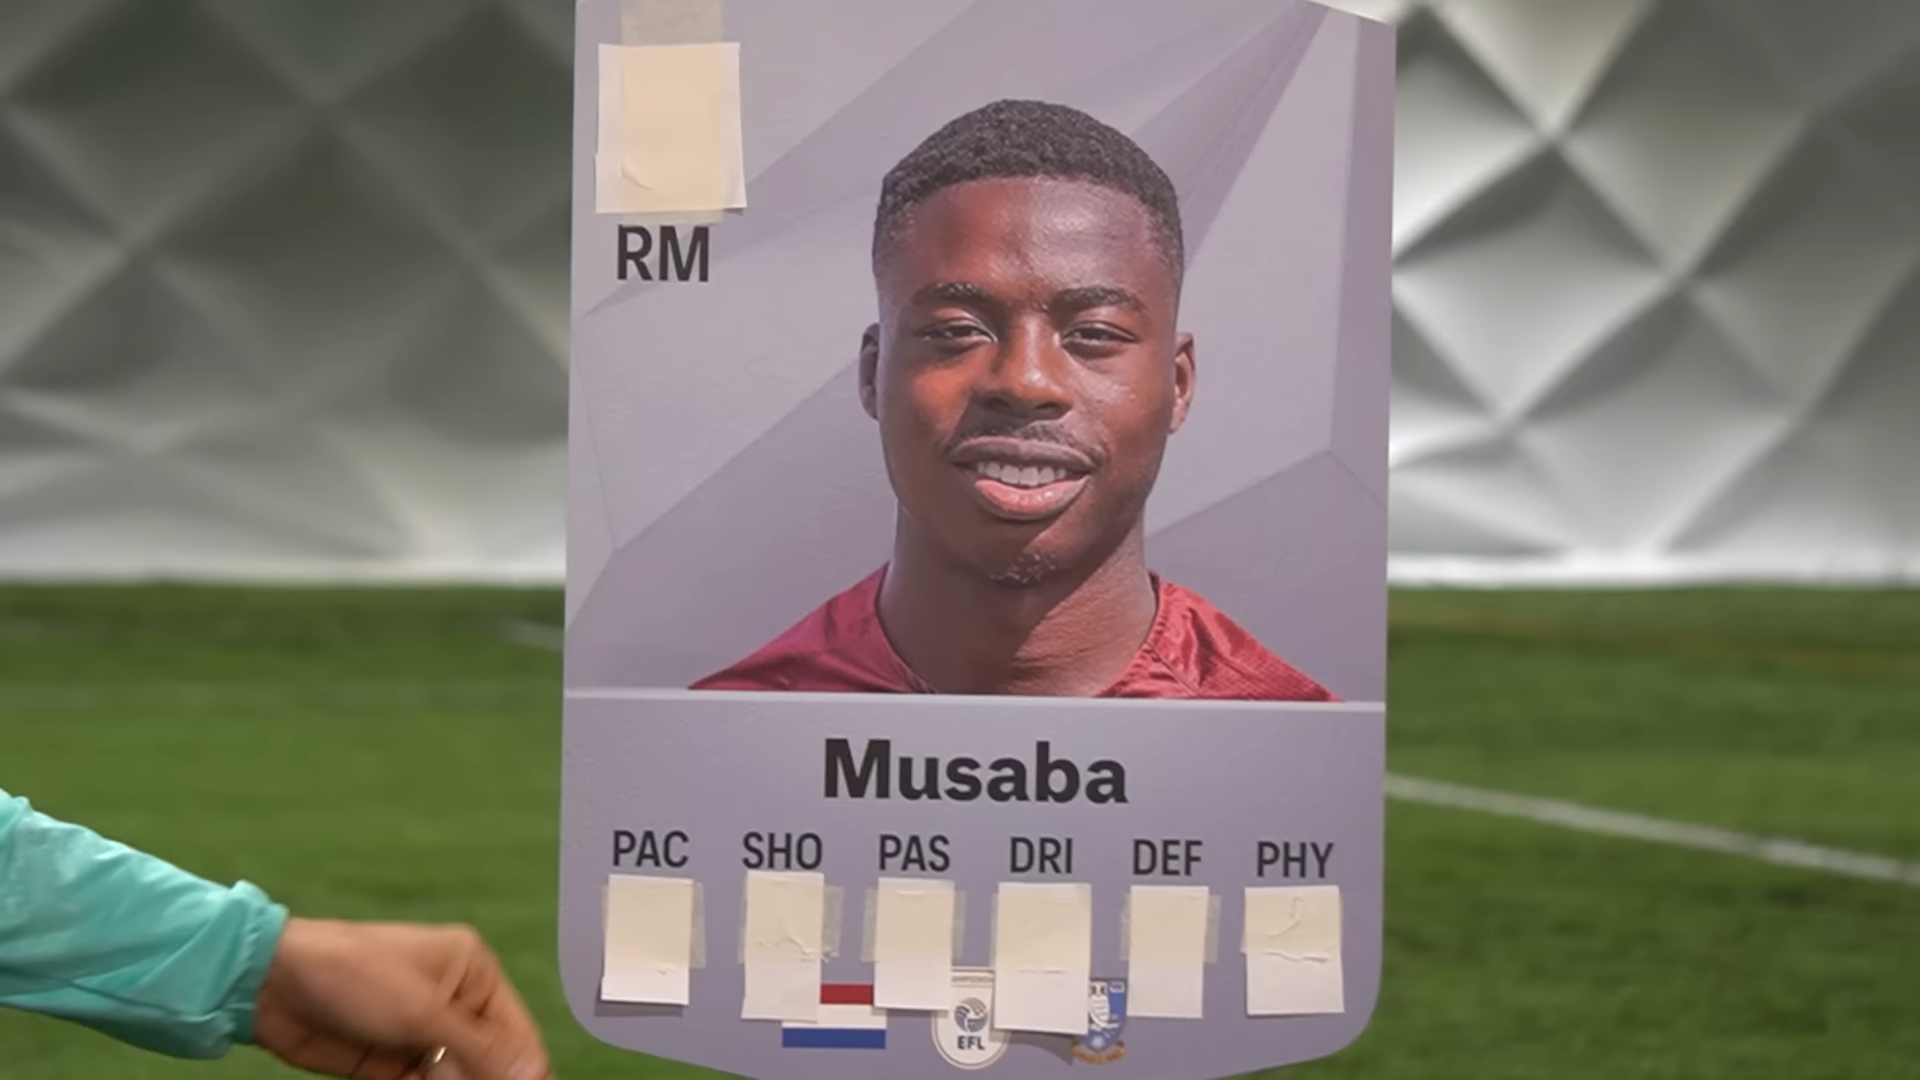 RM
Musaba
PAC SHO PAS DRI DEF PHY
EFL